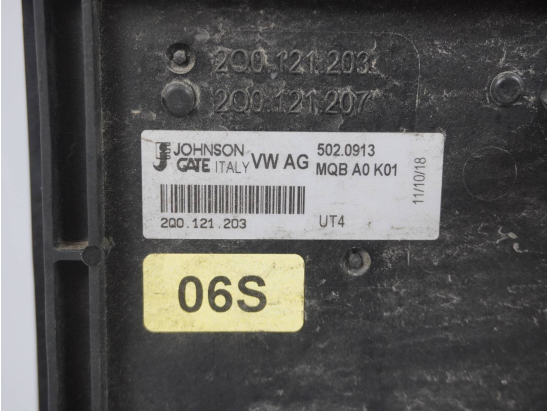 2Q0.121.203
2Q0.121.207
JOHNSON GATE ITALY VW AG
502.0913
MQB A0 K01
11/10/18
2Q0.121.203
UT4
06S